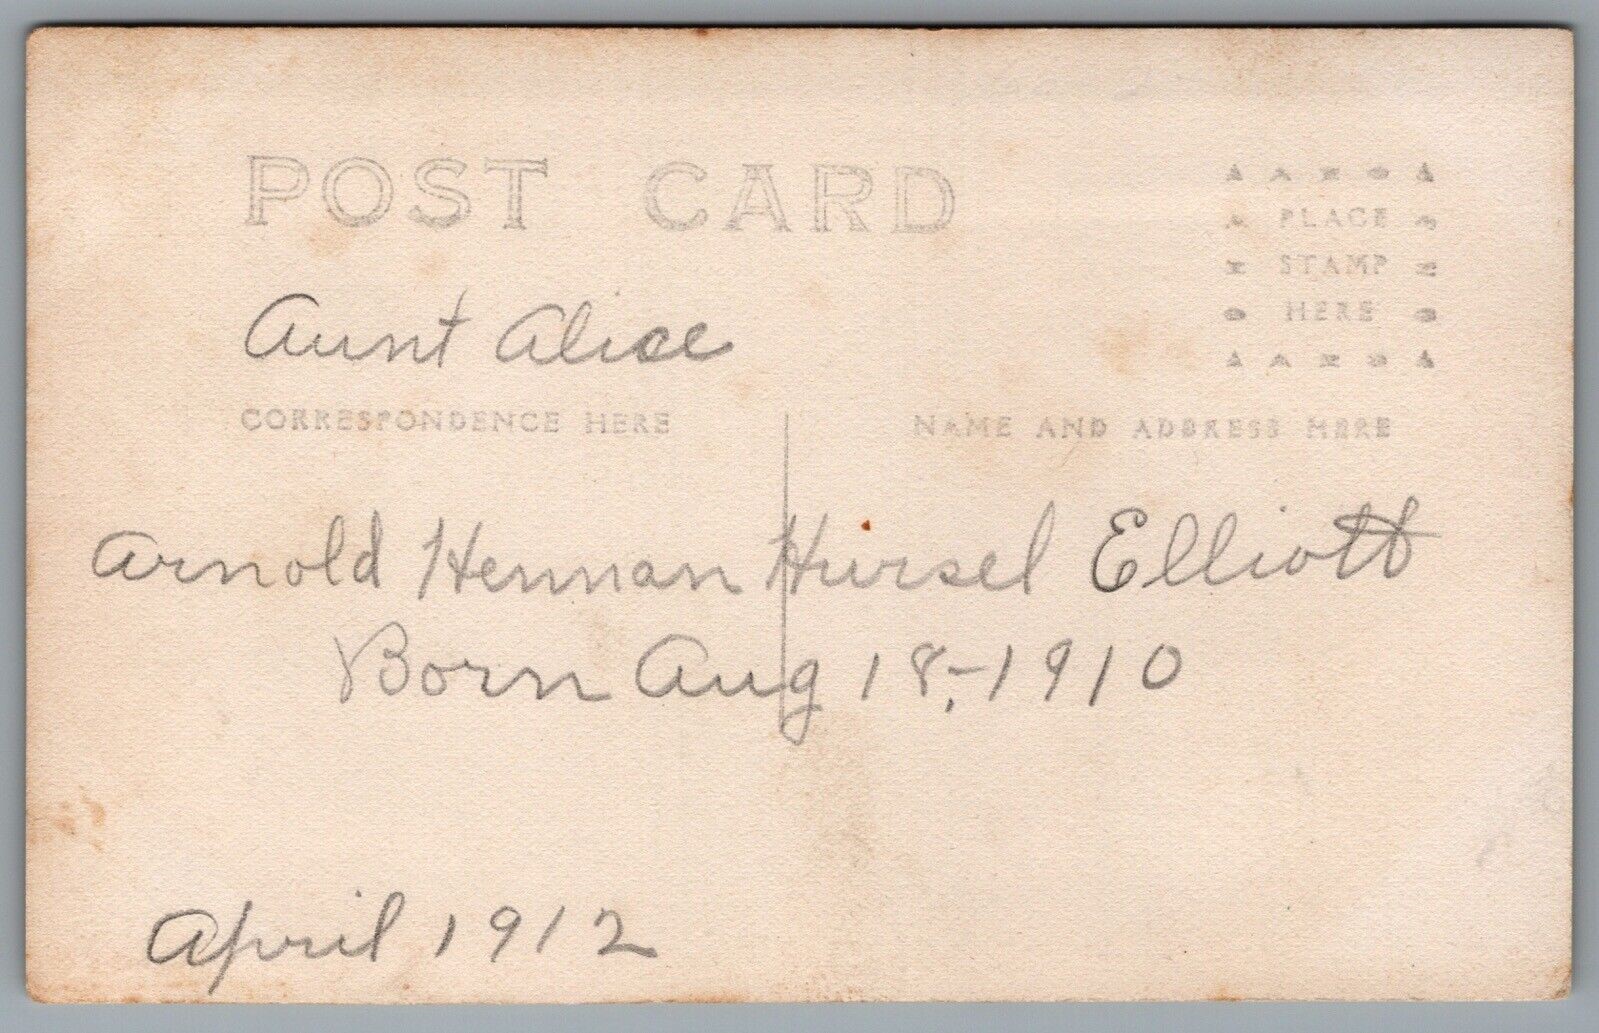 POST CARD
PLACE
STAMP
HERE
Aunt Alice
CORRESPONDENCE HERE
NAME AND ADDRESS HERE
Arnold Herman Hursel Elliott
Born Aug 18,-1910
April 1912